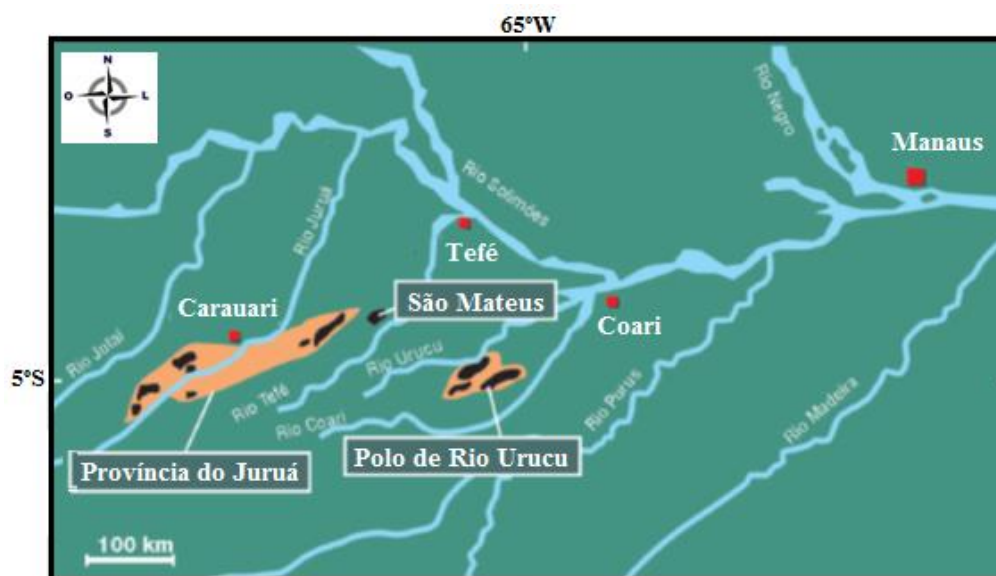 65°W
N
O L
S
Rio Negro
Manaus
Rio Solimões
Rio Juruá
Tefé
São Mateus
Carauari
Coari
Rio Jutaí
5°S
Rio Urucu
Rio Tefé
Rio Purus
Rio Madeira
Rio Coari
Província do Juruá
Polo de Rio Urucu
100 km